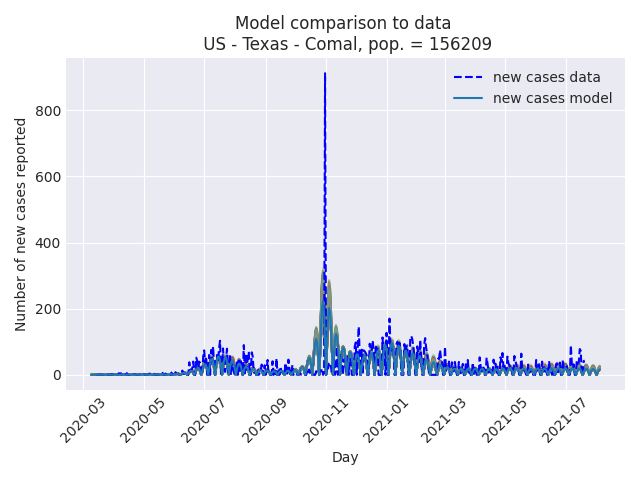 Model comparison to data
US - Texas - Comal, pop. = 156209
new cases data
new cases model
Number of new cases reported
800
600
400
200
0
2020-03
2020-05
2020-07
2020-09
2020-11
2021-01
2021-03
2021-05
2021-07
Day